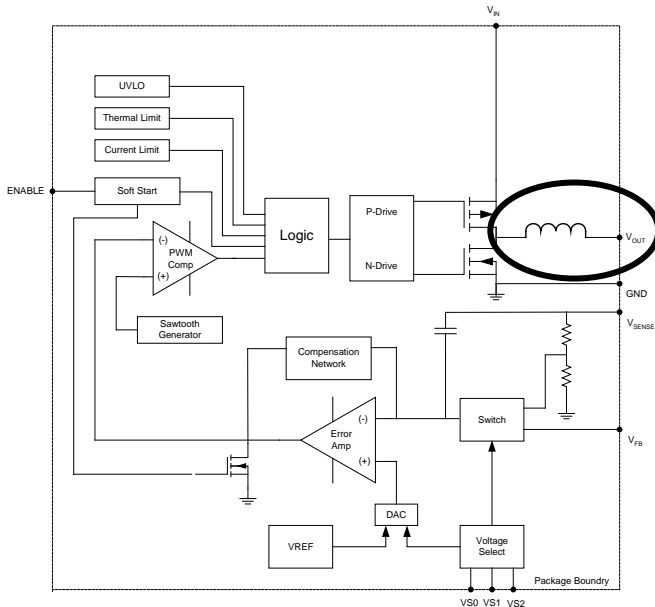 VIN
UVLO
Thermal Limit
Current Limit
ENABLE
Soft Start
P-Drive
Logic
VOUT
(-)
PWM
Comp
N-Drive
(+)
GND
Sawtooth
Generator
VSENSE
Compensation
Network
(-)
Switch
Error
Amp
VFB
(+)
DAC
VREF
Voltage
Select
Package Boundry
VS0 VS1 VS2